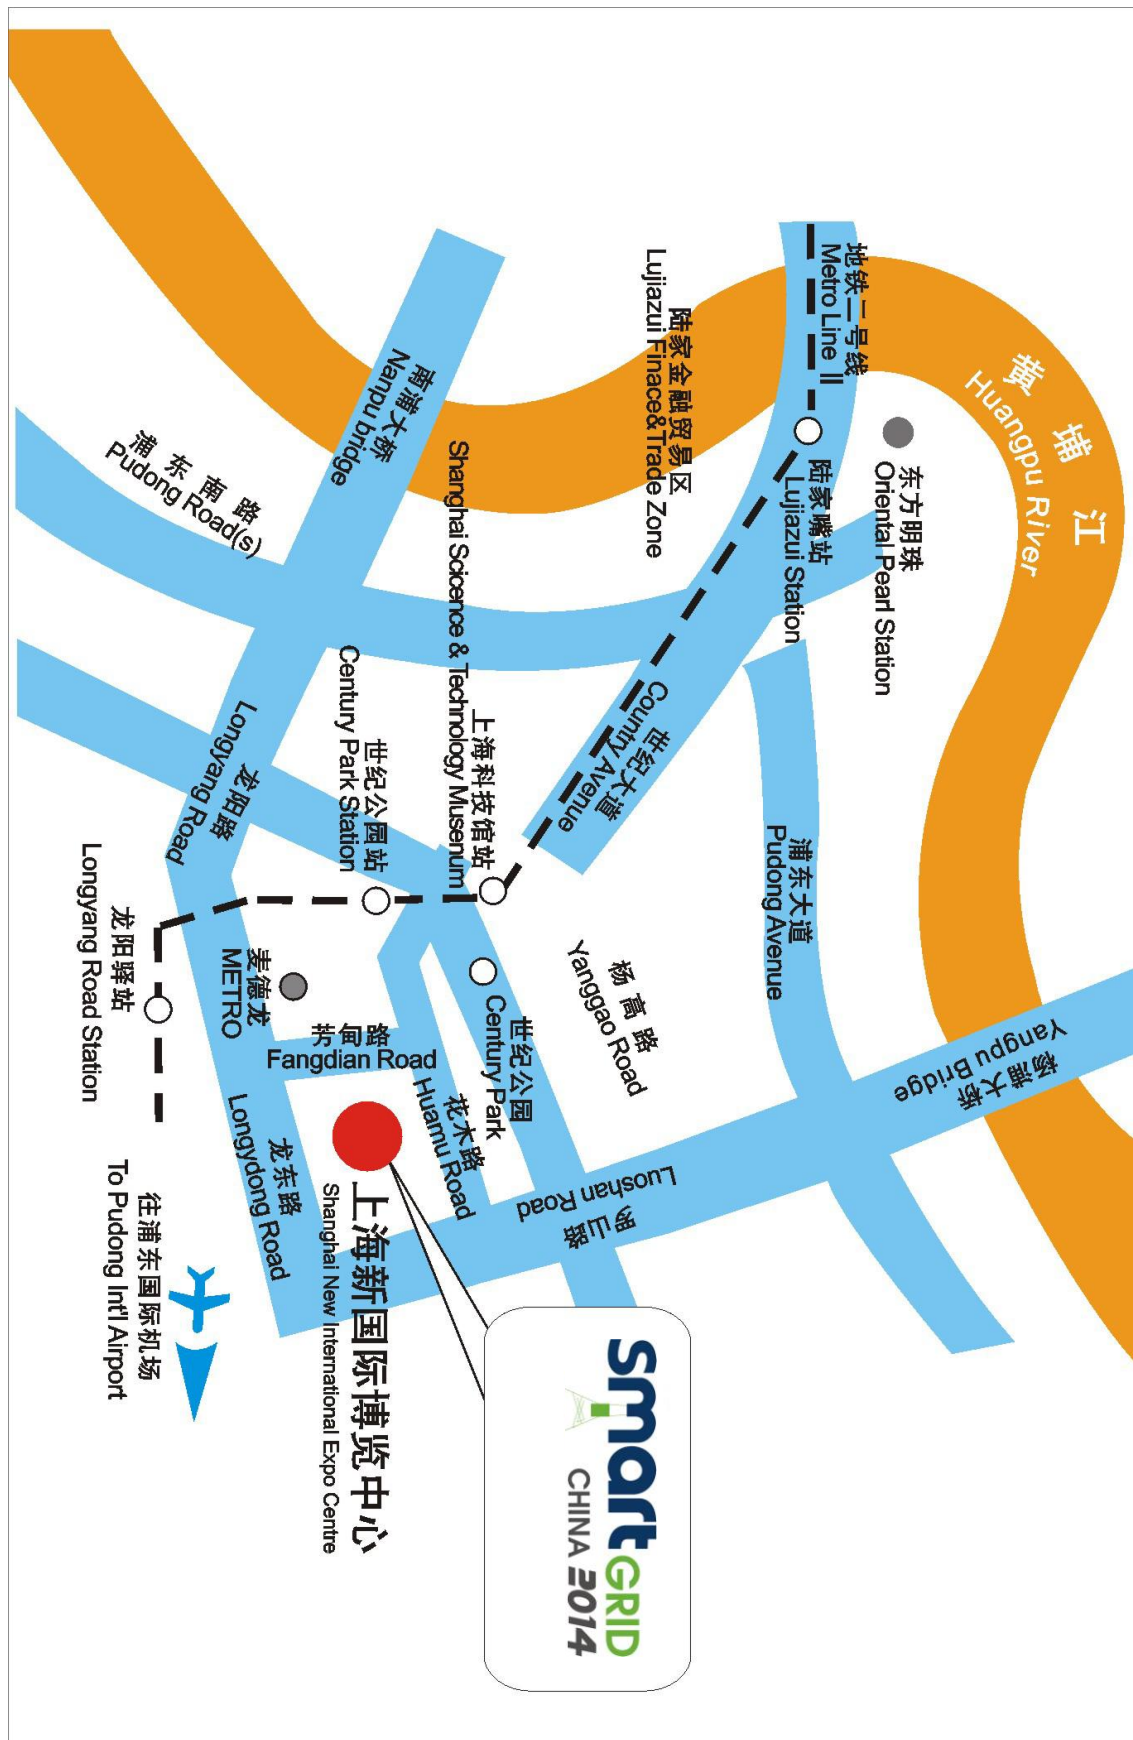 黄埔江
Huangpu River
地铁二号线
Metro Line II
东方明珠
Oriental Pearl Station
陆家嘴站
Lujiazui Station
陆家金融贸易区
Lujiazui Finace&Trade Zone
南浦大桥
Nanpu bridge
浦东南路
Pudong Road(s)
世纪大道
Country Avenue
浦东大道
Pudong Avenue
上海科技馆站
Shanghai Scicence & Technology Musenum
世纪公园站
Century Park Station
龙阳路
Longyang Road
龙阳驿站
Longyang Road Station
麦德龙
METRO
芳甸路
Fangdian Road
世纪公园
Century Park
杨高路
Yanggao Road
杨浦大桥
Yangpu Bridge
花木路
Huamu Road
罗山路
Luoshan Road
龙东路
Longydong Road
往浦东国际机场
To Pudong Int'l Airport
上海新国际博览中心
Shanghai New International Expo Centre
smartGRID
CHINA 2014